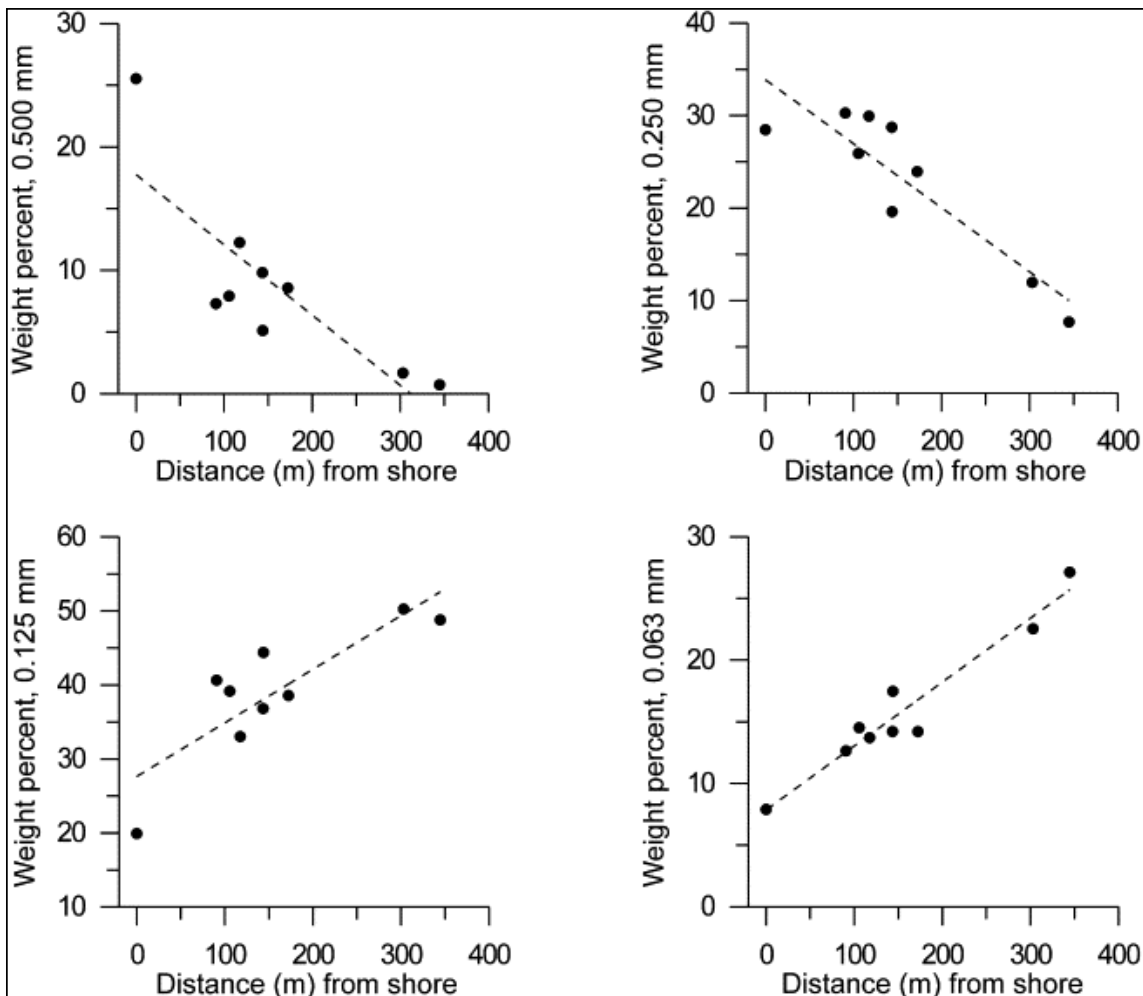 Weight percent, 0.500 mm
30
20
10
0
0 100 200 300 400
Distance (m) from shore
Weight percent, 0.250 mm
40
30
20
10
0
0 100 200 300 400
Distance (m) from shore
Weight percent, 0.125 mm
60
50
40
30
20
10
0 100 200 300 400
Distance (m) from shore
Weight percent, 0.063 mm
30
20
10
0
0 100 200 300 400
Distance (m) from shore